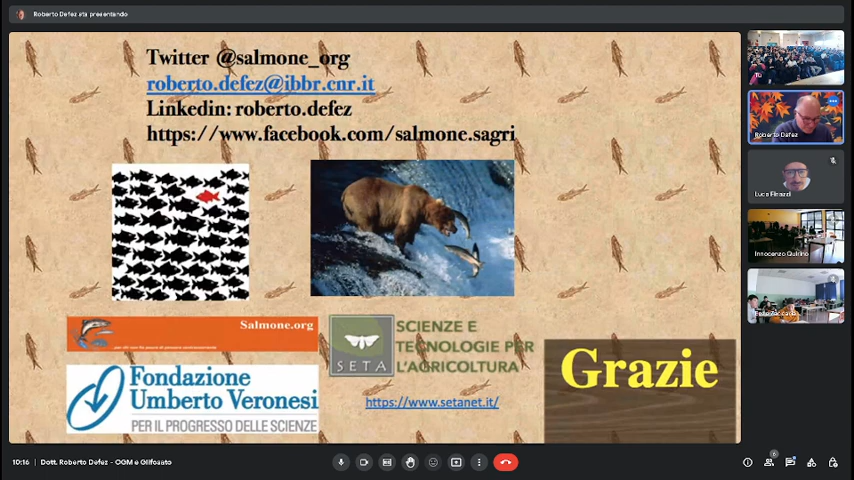 Roberto Defez sta presentando
Twitter @salmone_org
roberto.defez@ibbr.cnr.it
Linkedin: roberto.defez
https://www.facebook.com/salmone.sagri
Salmone.org
SETA
SCIENZE E
TECNOLOGIE PER
L'AGRICOLTURA
https://www.setanet.it/
Fondazione
Umberto Veronesi
PER IL PROGRESSO DELLE SCIENZE
Grazie
Tu
Roberto Defez
Innocenzo Quirino
10:16 | Dott. Roberto Defez - OGM e Glifosato
6